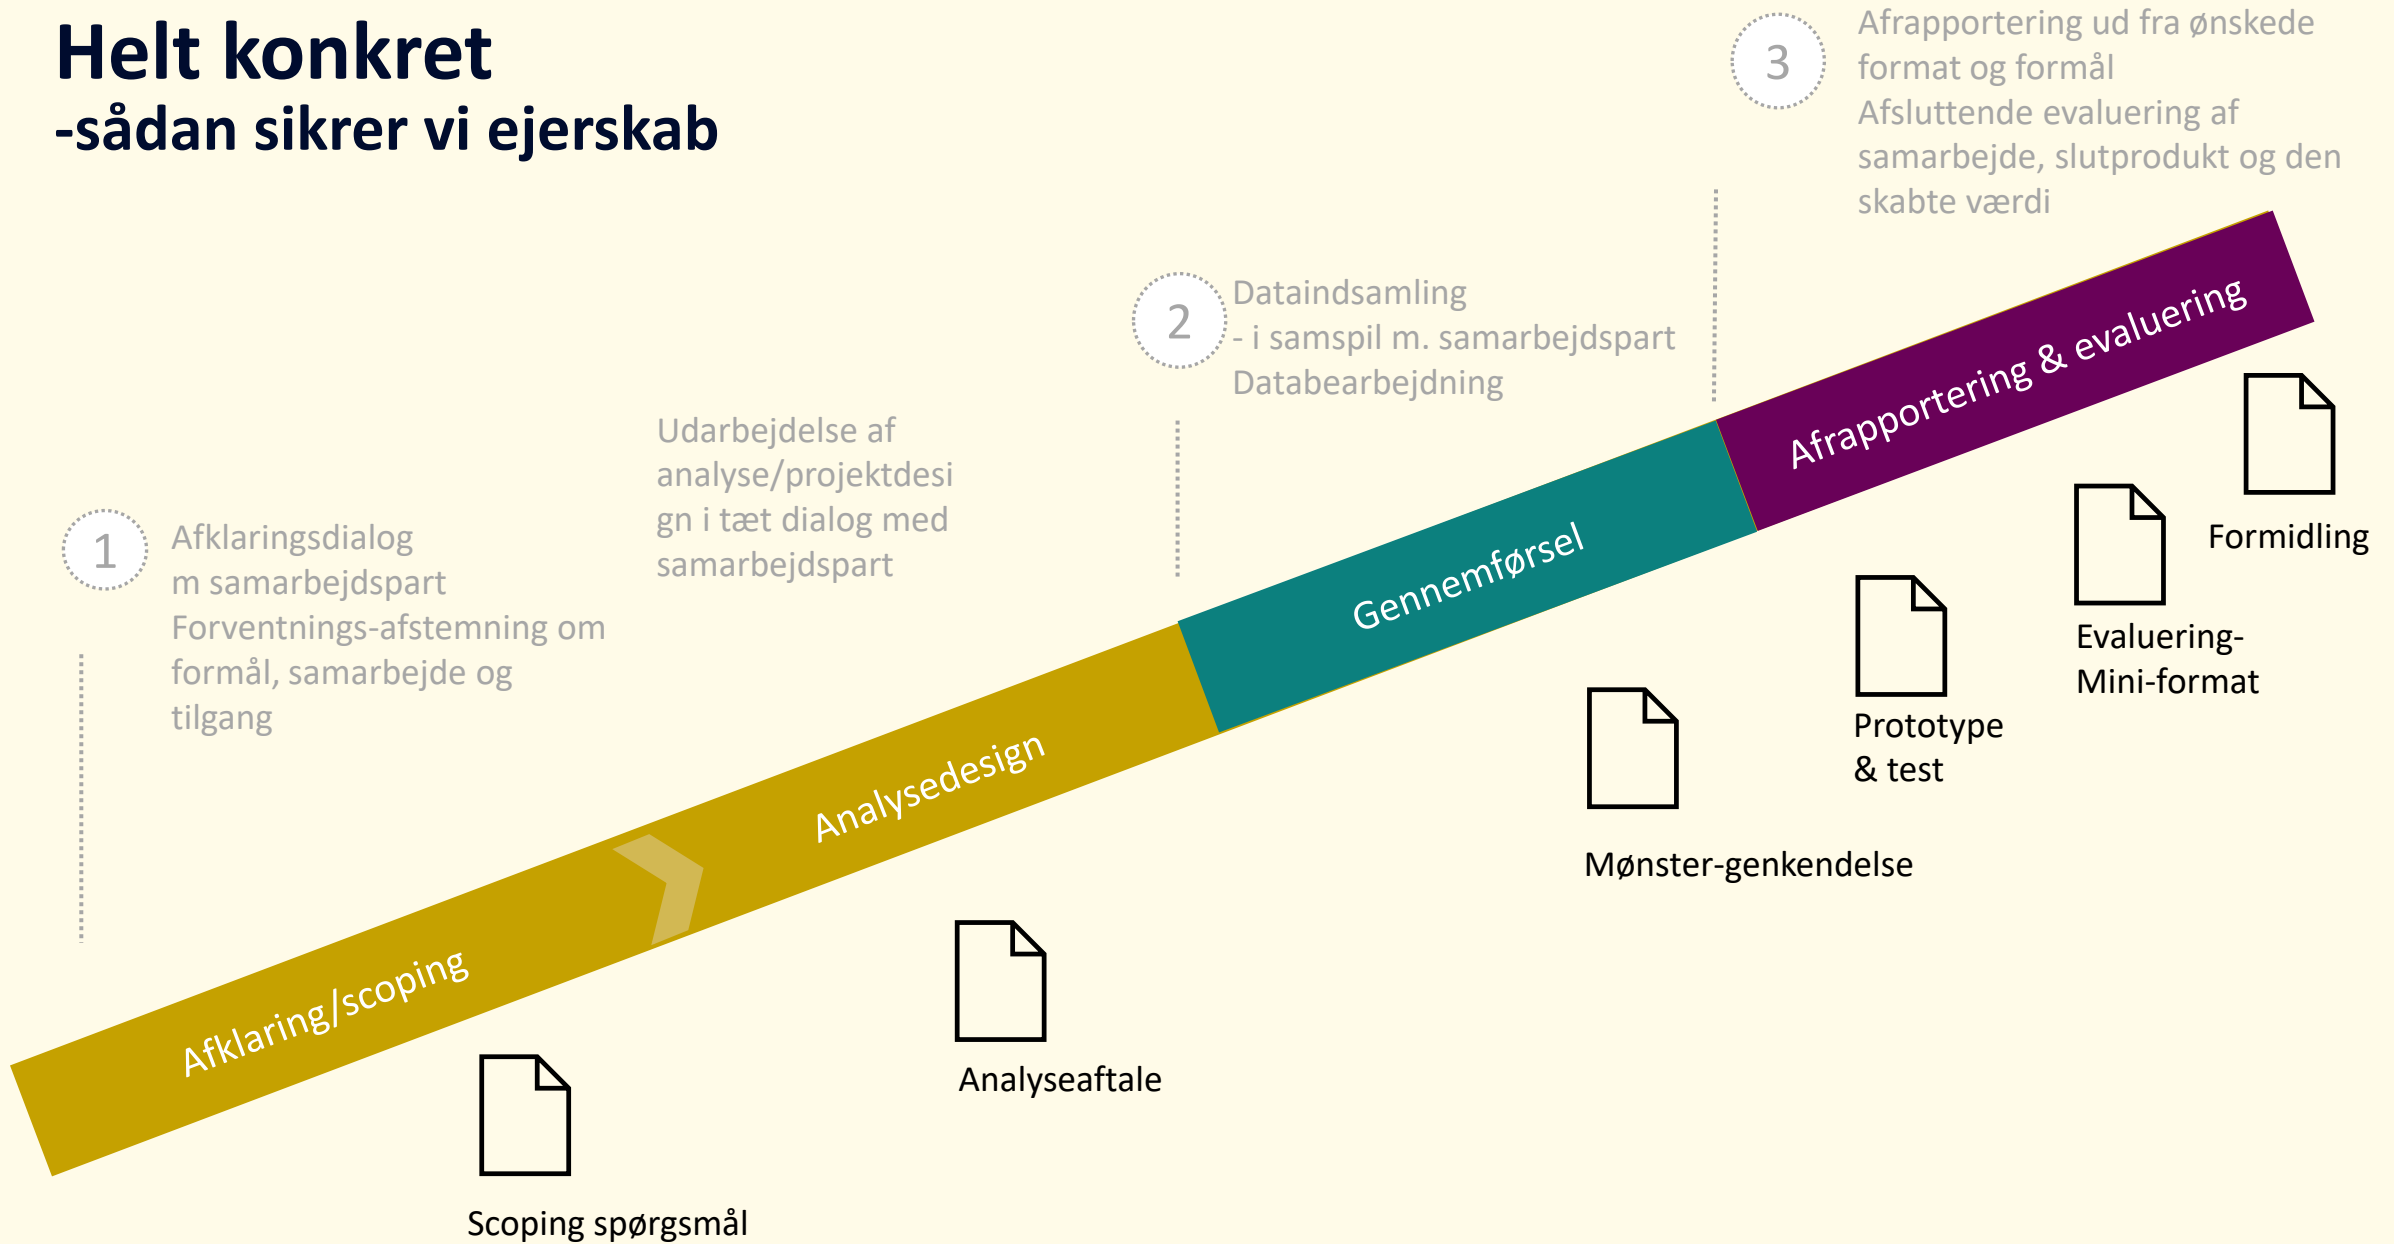 Helt konkret
-sådan sikrer vi ejerskab
1
Afklaringsdialog
m samarbejdspart
Forventnings-afstemning om
formål, samarbejde og
tilgang
Udarbejdelse af
analyse/projektdesi
gn i tæt dialog med
samarbejdspart
2
Dataindsamling
- i samspil m. samarbejdspart
Databearbejdning
3
Afrapportering ud fra ønskede
format og formål
Afsluttende evaluering af
samarbejde, slutprodukt og den
skabte værdi
Afklaring/scoping
Analysedesign
Gennemførsel
Afrapportering & evaluering
Scoping spørgsmål
Analyseaftale
Mønster-genkendelse
Prototype
& test
Evaluering-
Mini-format
Formidling